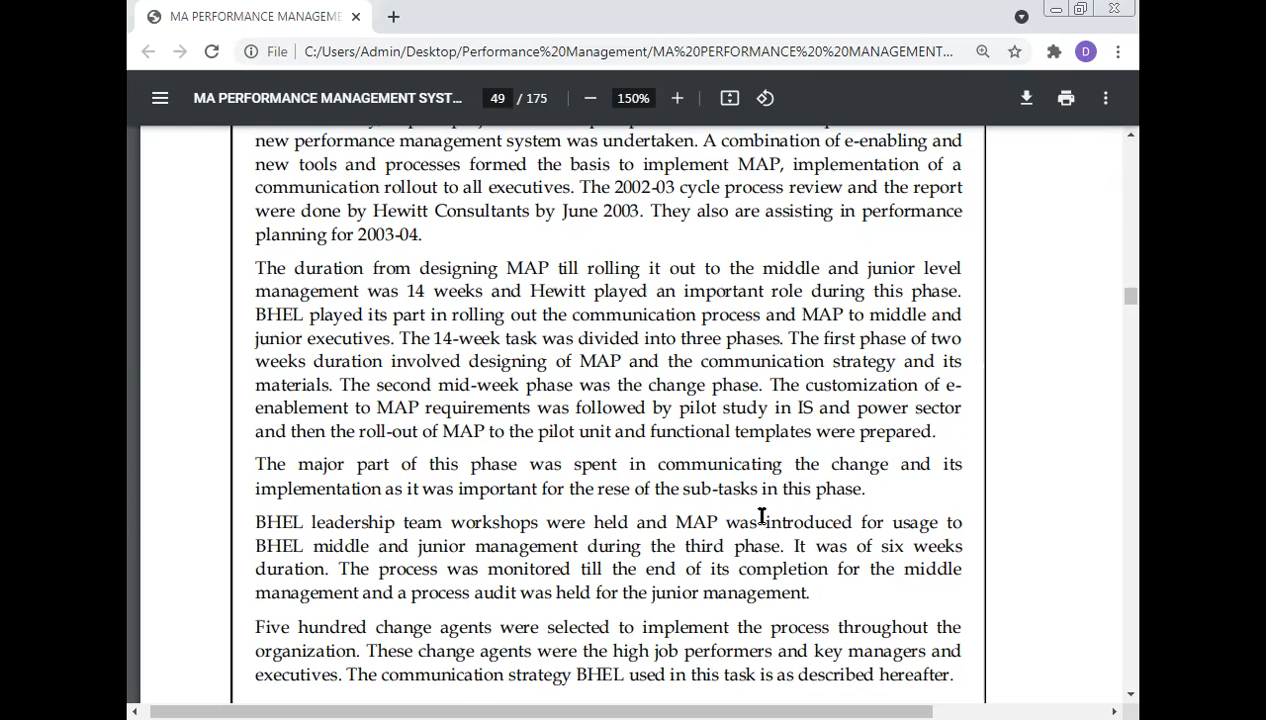 MA PERFORMANCE MANAGEME
File C:/Users/Admin/Desktop/Performance%20Management/MA%20PERFORMANCE%20%20MANAGEMENT... D
MA PERFORMANCE MANAGEMENT SYST... 49 / 175 150%
new performance management system was undertaken. A combination of e-enabling and
new tools and processes formed the basis to implement MAP, implementation of a
communication rollout to all executives. The 2002-03 cycle process review and the report
were done by Hewitt Consultants by June 2003. They also are assisting in performance
planning for 2003-04.
The duration from designing MAP till rolling it out to the middle and junior level
management was 14 weeks and Hewitt played an important role during this phase.
BHEL played its part in rolling out the communication process and MAP to middle and
junior executives. The 14-week task was divided into three phases. The first phase of two
weeks duration involved designing of MAP and the communication strategy and its
materials. The second mid-week phase was the change phase. The customization of e-
enablement to MAP requirements was followed by pilot study in IS and power sector
and then the roll-out of MAP to the pilot unit and functional templates were prepared.
The major part of this phase was spent in communicating the change and its
implementation as it was important for the rese of the sub-tasks in this phase.
BHEL leadership team workshops were held and MAP was introduced for usage to
BHEL middle and junior management during the third phase. It was of six weeks
duration. The process was monitored till the end of its completion for the middle
management and a process audit was held for the junior management.
Five hundred change agents were selected to implement the process throughout the
organization. These change agents were the high job performers and key managers and
executives. The communication strategy BHEL used in this task is as described hereafter.